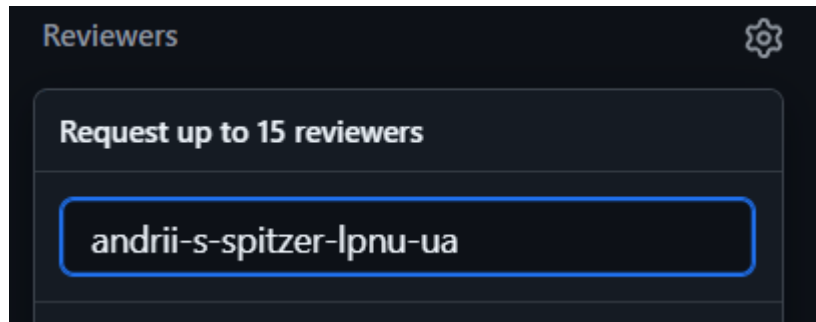 Reviewers
Request up to 15 reviewers
andrii-s-spitzer-lpnu-ua